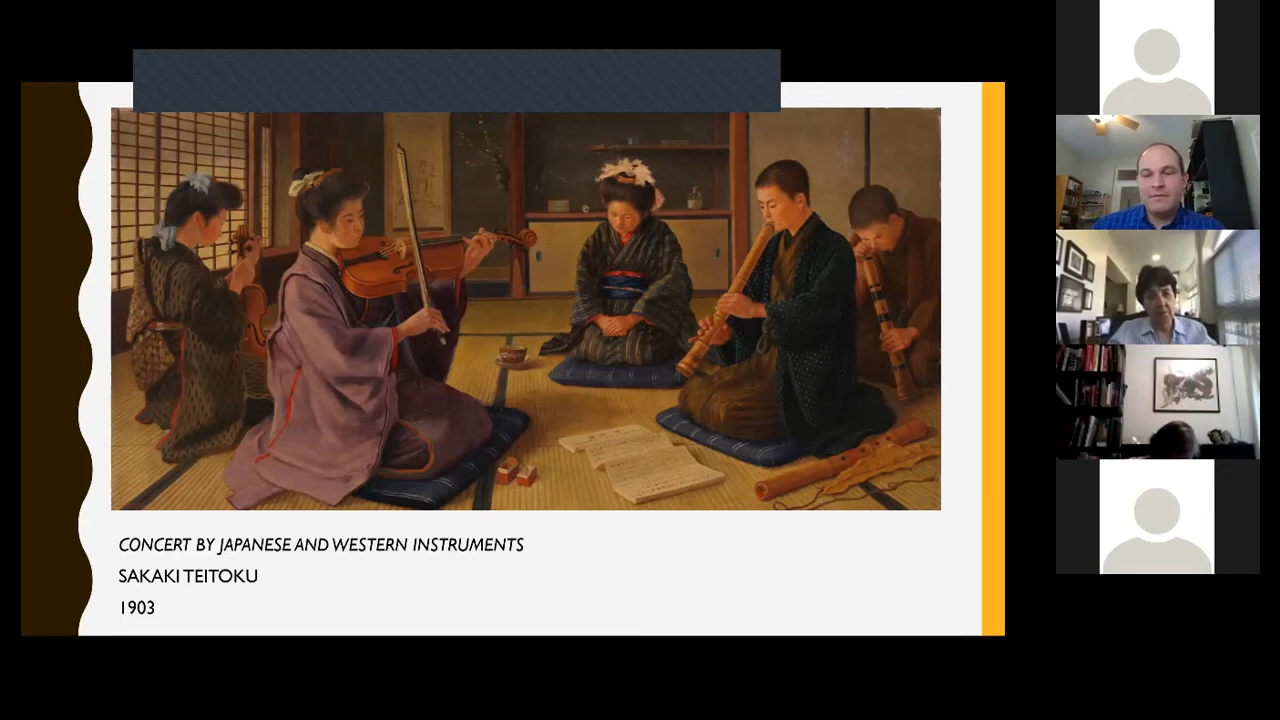 CONCERT BY JAPANESE AND WESTERN INSTRUMENTS
SAKAKI TEITOKU
1903